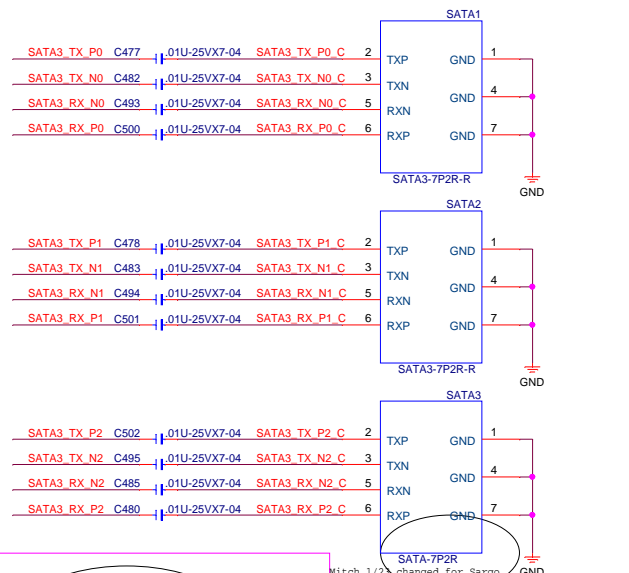 SATA1
SATA3_TX_P0 C477 .01U-25VX7-04 SATA3_TX_P0_C 2 TXP GND 1
SATA3_TX_N0 C482 .01U-25VX7-04 SATA3_TX_N0_C 3 TXN GND 4
SATA3_RX_N0 C493 .01U-25VX7-04 SATA3_RX_N0_C 5 RXN
SATA3_RX_P0 C500 .01U-25VX7-04 SATA3_RX_P0_C 6 RXP GND 7
SATA3-7P2R-R
GND
SATA2
SATA3_TX_P1 C478 .01U-25VX7-04 SATA3_TX_P1_C 2 TXP GND 1
SATA3_TX_N1 C483 .01U-25VX7-04 SATA3_TX_N1_C 3 TXN GND 4
SATA3_RX_N1 C494 .01U-25VX7-04 SATA3_RX_N1_C 5 RXN
SATA3_RX_P1 C501 .01U-25VX7-04 SATA3_RX_P1_C 6 RXP GND 7
SATA3-7P2R-R
GND
SATA3
SATA3_TX_P2 C502 .01U-25VX7-04 SATA3_TX_P2_C 2 TXP GND 1
SATA3_TX_N2 C495 .01U-25VX7-04 SATA3_TX_N2_C 3 TXN GND 4
SATA3_RX_N2 C485 .01U-25VX7-04 SATA3_RX_N2_C 5 RXN
SATA3_RX_P2 C480 .01U-25VX7-04 SATA3_RX_P2_C 6 RXP GND 7
SATA-7P2R
Mitch changed for Sargo
GND